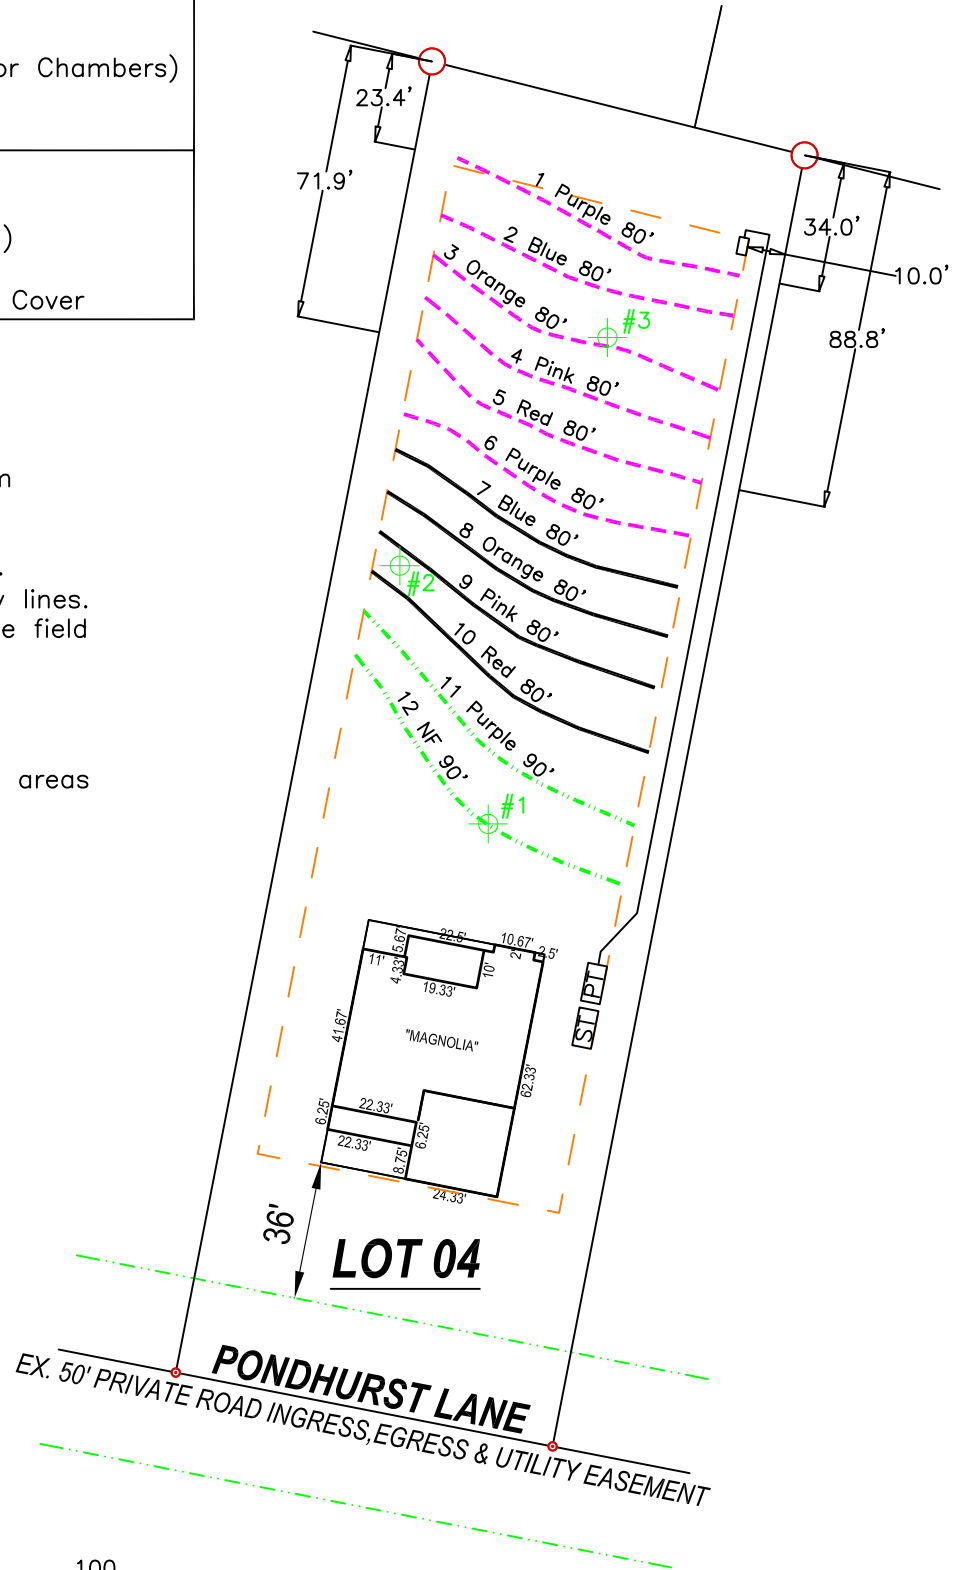 or Chambers)
)
Cover
n
.
y lines.
e field
areas
23.4'
71.9'
34.0'
10.0'
88.8'
1 Purple 80'
2 Blue 80'
3 Orange 80'
#3
4 Pink 80'
5 Red 80'
6 Purple 80'
7 Blue 80'
8 Orange 80'
#2
9 Pink 80'
10 Red 80'
11 Purple 90'
12 NF 90'
#1
22.5'
10.67'
2.5'
2'
5.67'
11'
4.33'
10'
19.33'
PT
ST
41.67'
"MAGNOLIA"
62.33'
22.33'
6.25'
22.33'
6.25'
8.75'
24.33'
36'
LOT 04
PONDHURST LANE
EX. 50' PRIVATE ROAD INGRESS,EGRESS & UTILITY EASEMENT
100